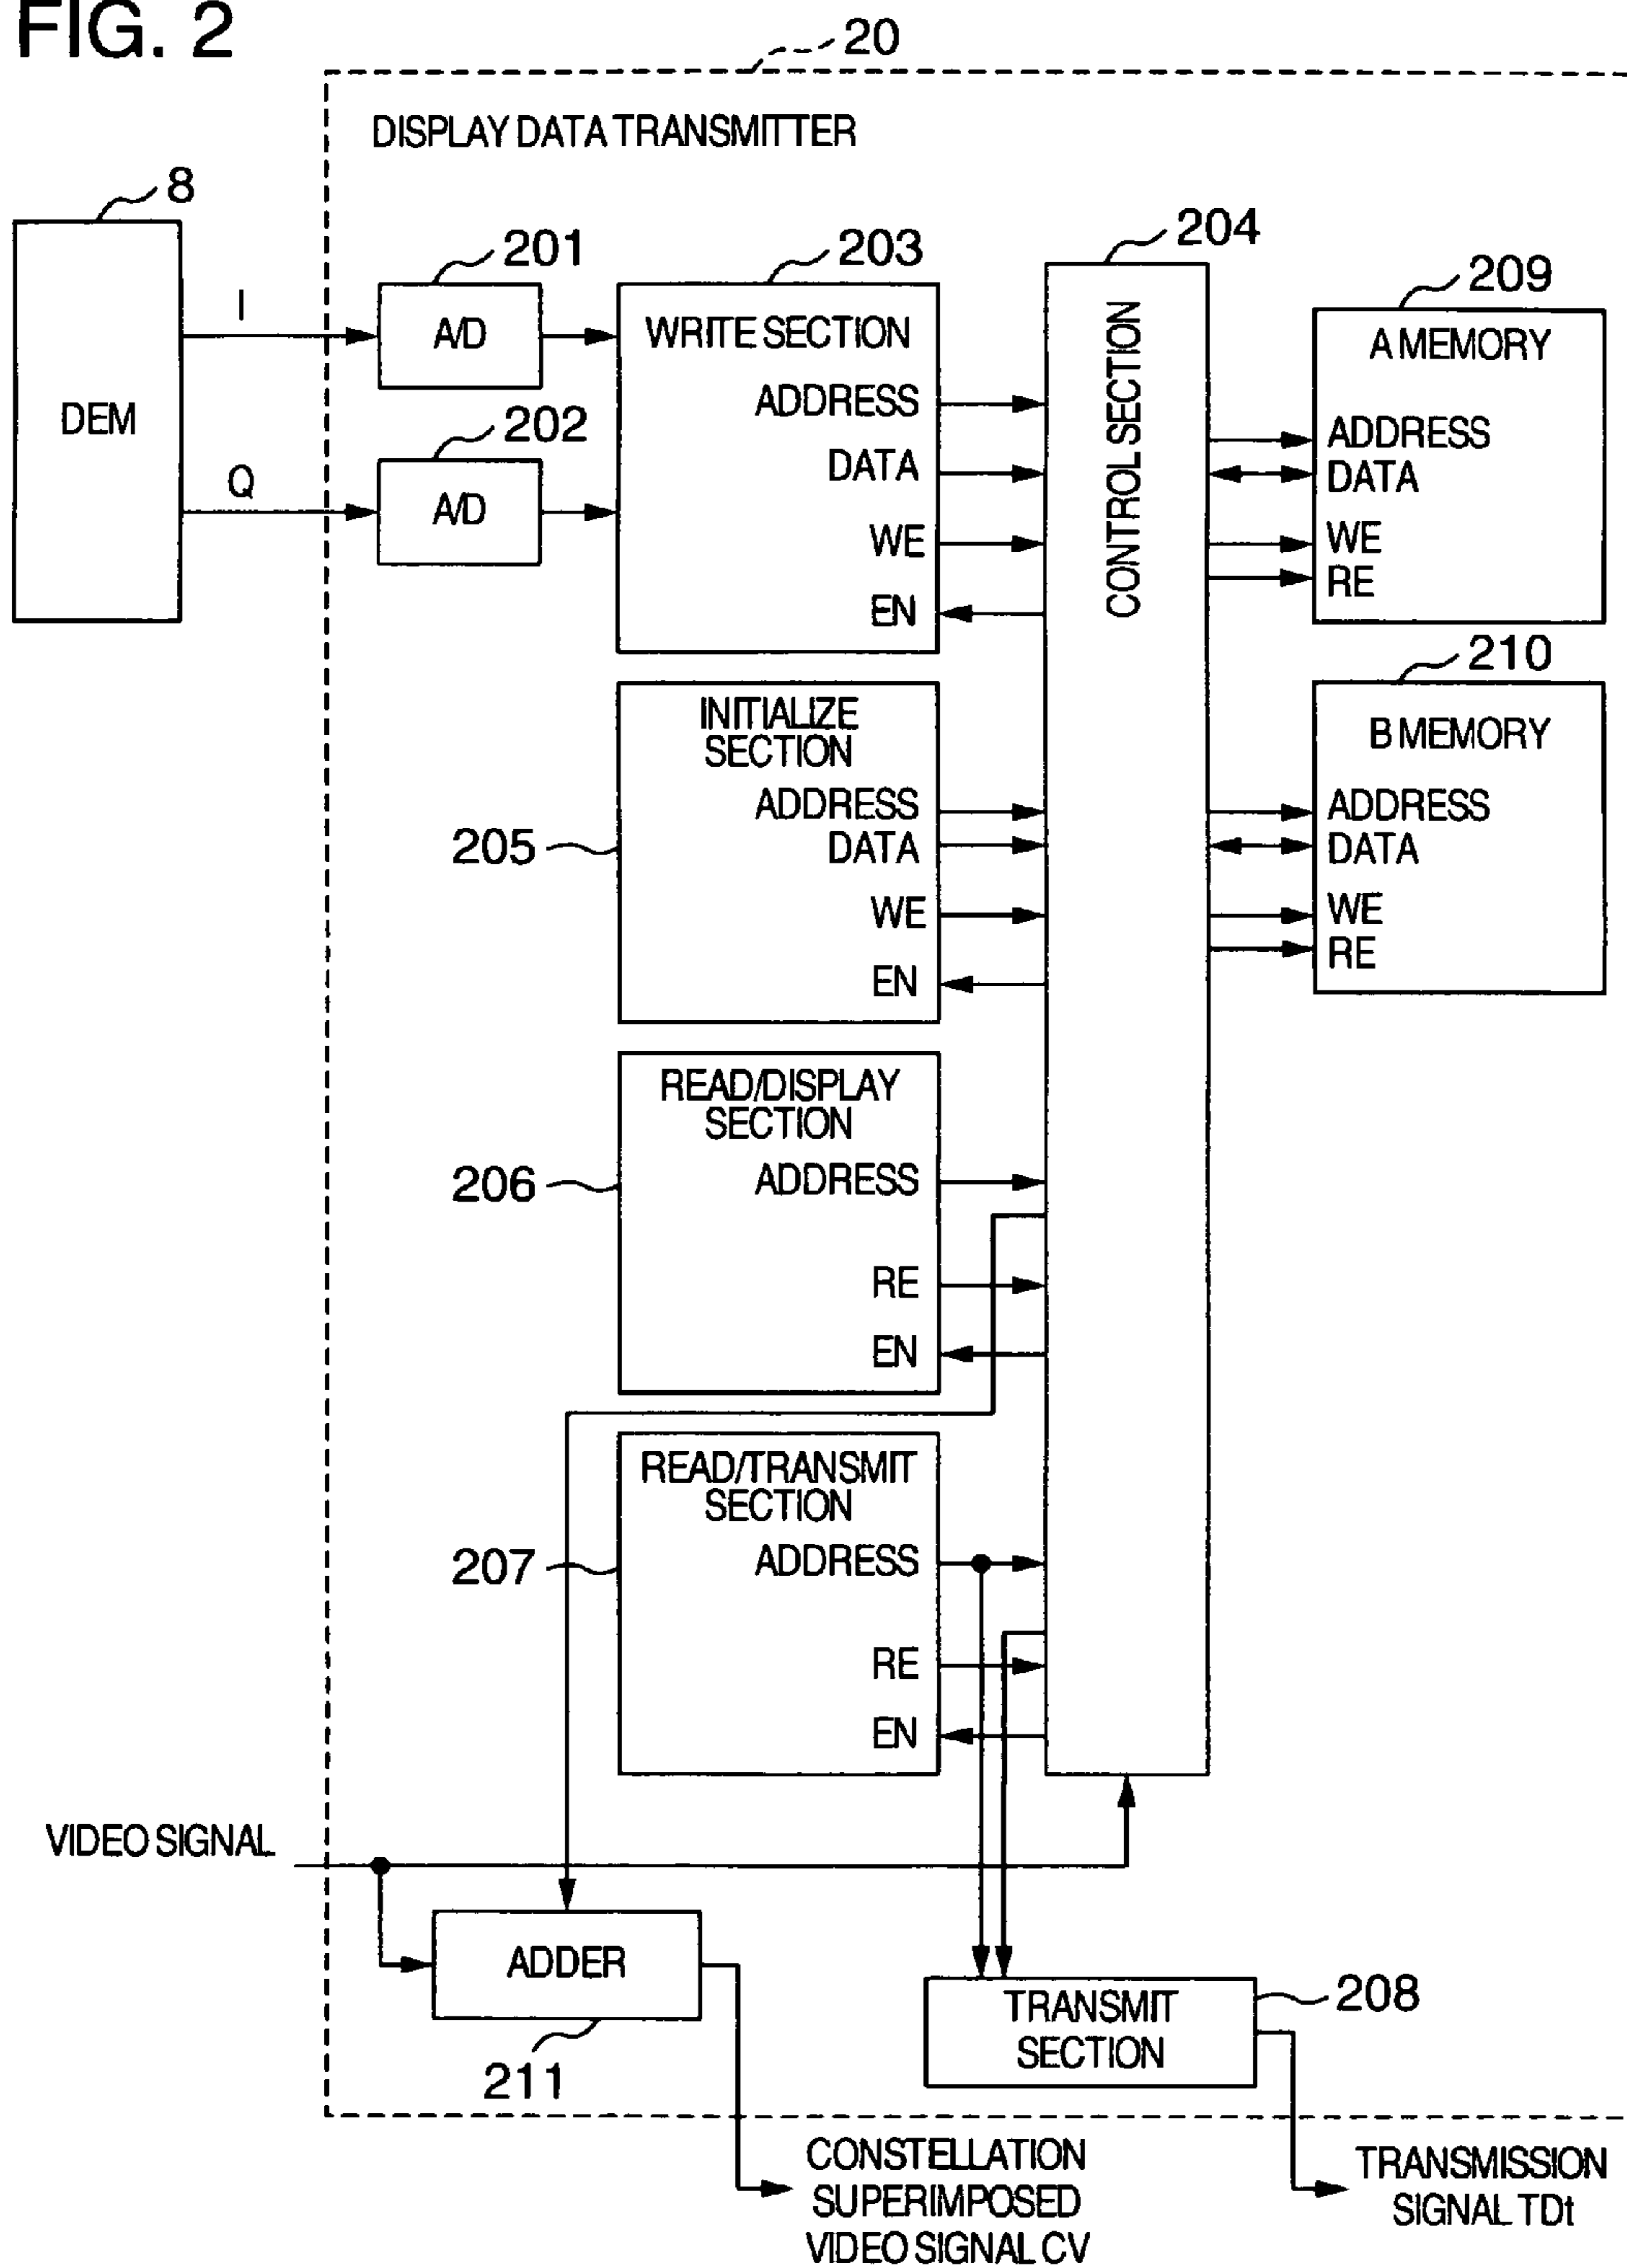 FIG. 2
20
DISPLAY DATA TRANSMITTER
8
DEM
I
Q
201
A/D
202
A/D
203
WRITE SECTION
ADDRESS
DATA
WE
EN
204
CONTROL SECTION
209
A MEMORY
ADDRESS
DATA
WE
RE
210
B MEMORY
ADDRESS
DATA
WE
RE
205
INITIALIZE
SECTION
ADDRESS
DATA
WE
EN
206
READ/DISPLAY
SECTION
ADDRESS
RE
EN
207
READ/TRANSMIT
SECTION
ADDRESS
RE
EN
VIDEO SIGNAL
ADDER
211
TRANSMIT
SECTION
208
CONSTELLATION
SUPERIMPOSED
VIDEO SIGNAL CV
TRANSMISSION
SIGNAL TDt